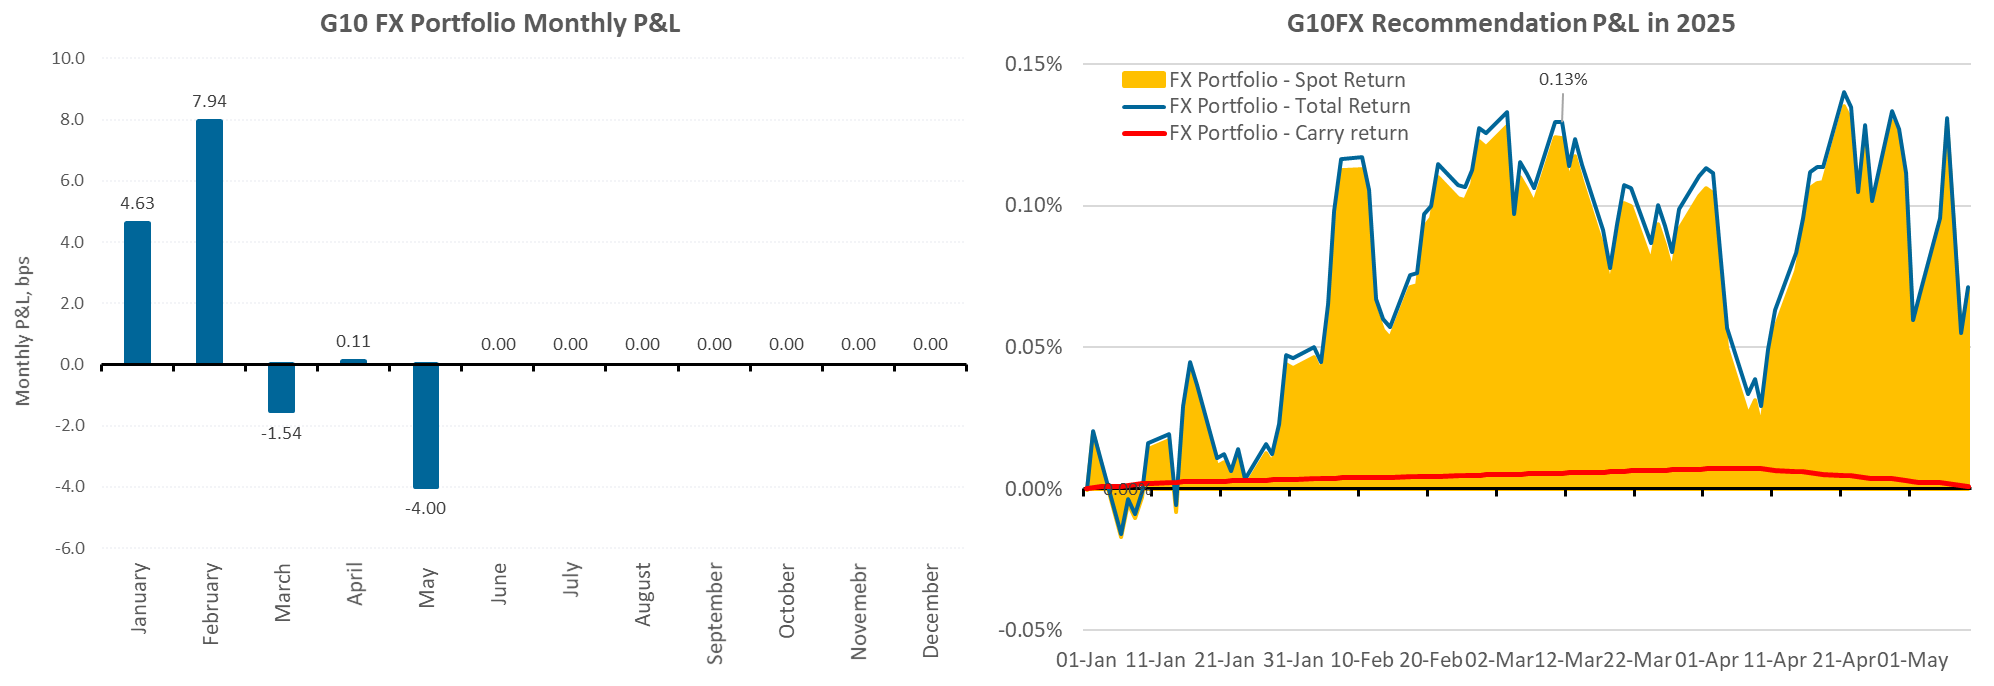 G10 FX Portfolio Monthly P&L
10.0
8.0
6.0
4.0
2.0
0.0
-2.0
-4.0
-6.0
Monthly P&L, bps
4.63
7.94
-1.54
0.11
-4.00
0.00
0.00
0.00
0.00
0.00
0.00
0.00
January
February
March
April
May
June
July
August
September
October
Novemebr
December
G10FX Recommendation P&L in 2025
0.15%
0.10%
0.05%
0.00%
-0.05%
FX Portfolio - Spot Return
FX Portfolio - Total Return
FX Portfolio - Carry return
0.13%
0.00%
01-Jan
11-Jan
21-Jan
31-Jan
10-Feb
20-Feb
02-Mar
12-Mar
22-Mar
01-Apr
11-Apr
21-Apr
01-May